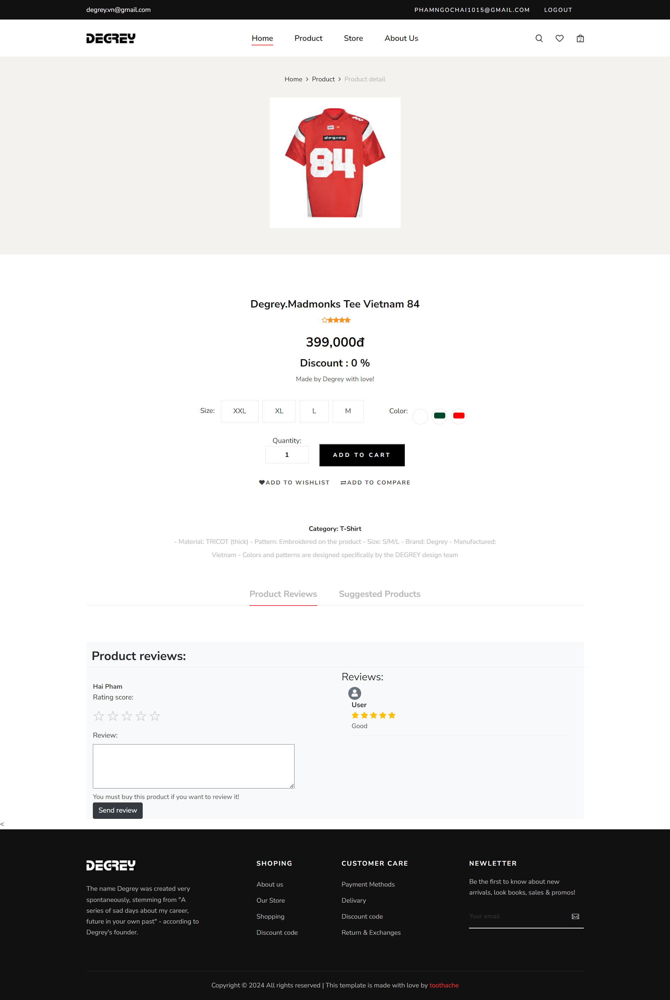 degrey.vn@gmail.com
PHAMNGOCHAI1015@GMAIL.COM LOGOUT
DEGREY
Home Product Store About Us
2
Home > Product > Product detail
degrey
84
Degrey.Madmonks Tee Vietnam 84
399,000đ
Discount : 0 %
Made by Degrey with love!
Size: XXL XL L M Color:
Quantity:
1
ADD TO CART
ADD TO WISHLIST ADD TO COMPARE
Category: T-Shirt
- Material: TRICOT (thick) - Pattern: Embroidered on the product - Size: S/M/L - Brand: Degrey - Manufactured:
Vietnam - Colors and patterns are designed specifically by the DEGREY design team
Product Reviews Suggested Products
Product reviews:
Hai Pham
Rating score:
Review:
You must buy this product if you want to review it!
Send review
Reviews:
User
Good
<
DEGREY
The name Degrey was created very
spontaneously, stemming from "A
series of sad days about my career,
future in your own past" - according to
Degrey's founder.
SHOPING
About us
Our Store
Shopping
Discount code
CUSTOMER CARE
Payment Methods
Delivary
Discount code
Return & Exchanges
NEWLETTER
Be the first to know about new
arrivals, look books, sales & promos!
Your email
Copyright © 2024 All rights reserved | This template is made with love by toothache